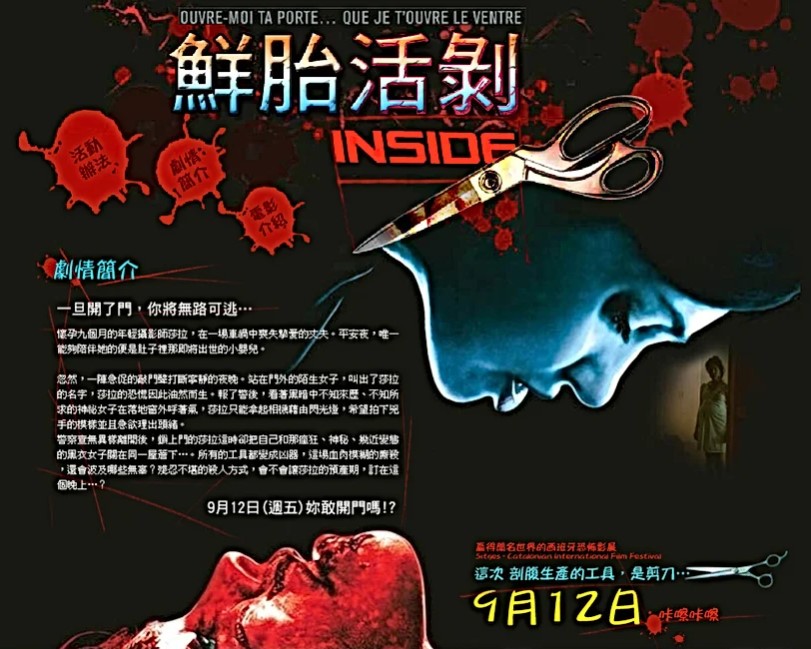 OUVRE-MOI TA PORTE... QUE JE T'OUVRE LE VENTRE
鮮胎活剝
INSIDE
活動
辦法
劇情
簡介
電影
介紹
劇情簡介
一旦開了門，你將無路可逃…
懷孕九個月的年輕攝影師莎拉，在一場車禍中喪失摯愛的丈夫。平安夜，唯一
能夠陪伴她的便是肚子裡那即將出世的小嬰兒。
忽然，一陣急促的敲門聲打斷寧靜的夜晚。站在門外的陌生女子，叫出了莎拉
的名字，莎拉的恐慌因此油然而生。報了警後，看著黑暗中不知來歷、不知所
求的神秘女子在落地窗外呼著氣，莎拉只能拿起相機藉由閃光燈，希望拍下兇
手的模樣並且急欲理出頭緒。
警察查無異樣離開後，鎖上門的莎拉這時卻把自己和那瘋狂、神秘、幾近變態
的黑衣女子關在同一屋簷下…。所有的工具都變成凶器，這場血肉模糊的廝殺
，還會波及哪些無辜？殘忍不堪的殺人方式，會不會讓莎拉的預產期，訂在這
個晚上…？
9月12日(週五)妳敢開門嗎!?
贏得聞名世界的西班牙恐怖影展
Sitges - Catalonian International Film Festival
這次 剖腹生產的工具，是剪刀…
9月12日
咔嚓咔嚓